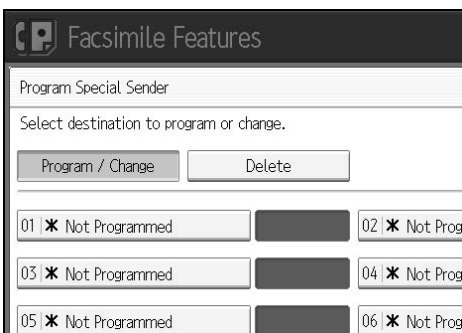 Facsimile Features
Program Special Sender
Select destination to program or change.
Program / Change Delete
01 * Not Programmed 02 * Not Prog
03 * Not Programmed 04 * Not Prog
05 * Not Programmed 06 * Not Prog